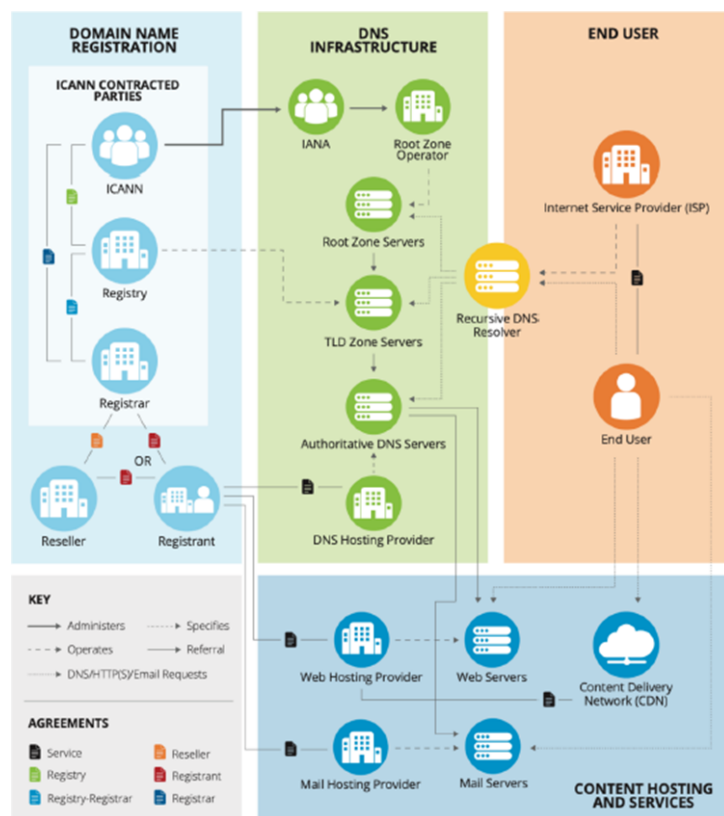 DOMAIN NAME
REGISTRATION
DNS
INFRASTRUCTURE
END USER
ICANN CONTRACTED
PARTIES
ICANN
IANA
Root Zone
Operator
Internet Service Provider (ISP)
Root Zone Servers
Registry
Recursive DNS
Resolver
TLD Zone Servers
Registrar
End User
Authoritative DNS Servers
OR
Reseller
Registrant
DNS Hosting Provider
KEY
Administers
Specifies
Operates
Referral
DNS/HTTP(S)/Email Requests
AGREEMENTS
Service
Reseller
Registry
Registrant
Registry-Registrar
Registrar
Web Hosting Provider
Web Servers
Content Delivery
Network (CDN)
Mail Hosting Provider
Mail Servers
CONTENT HOSTING
AND SERVICES